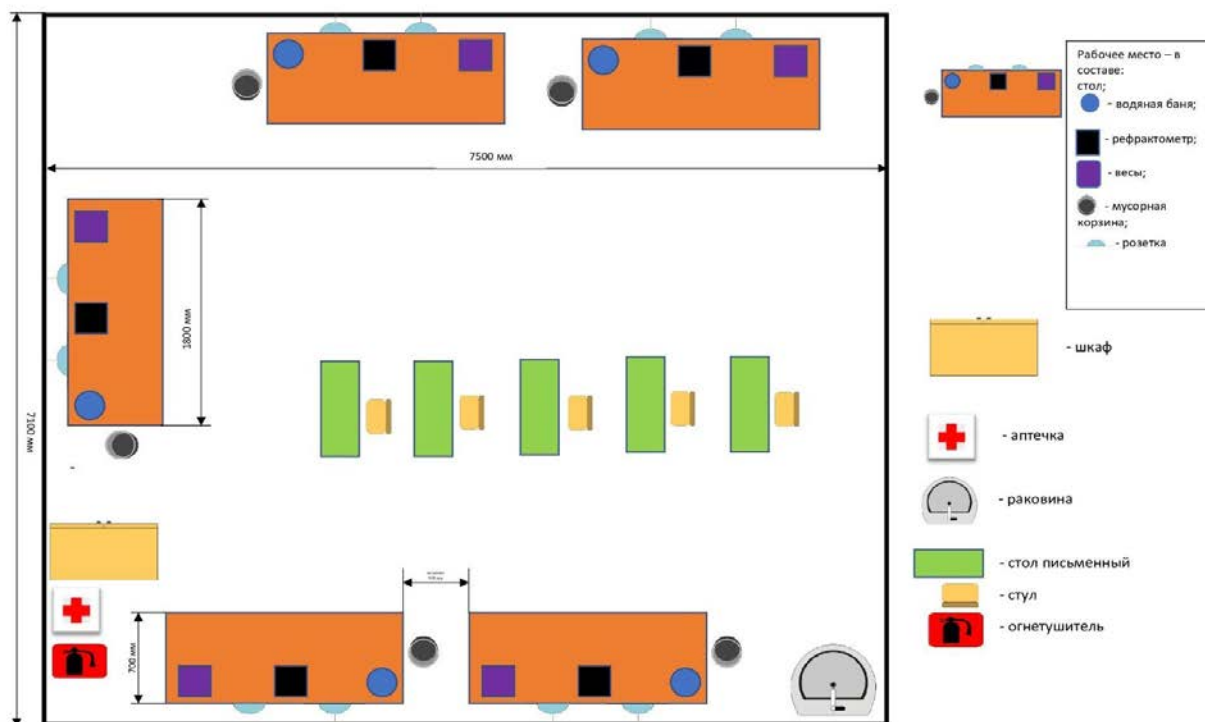 Рабочее место – в
составе:
стол;
- водяная баня;
7500 мм
- рефрактометр;
- весы;
- мусорная
корзина;
- розетка
1800 мм
- шкаф
7100 мм
- аптечка
-
- раковина
- стол письменный
- стул
- огнетушитель
700 мм